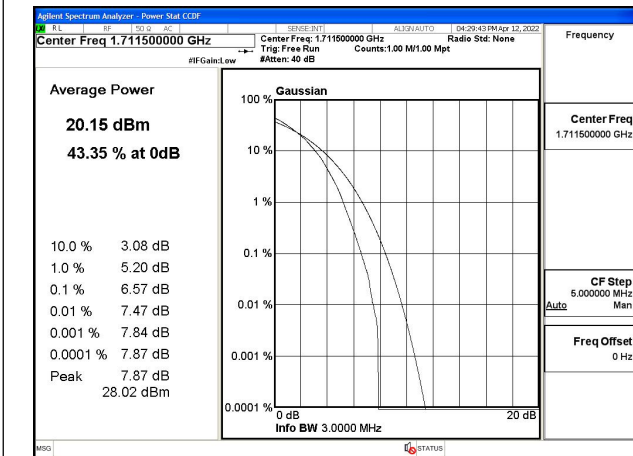 Agilent Spectrum Analyzer - Power Stat CCDF
RL RF 50 Ω AC SENSE:INT ALIGN AUTO 04:29:43 PM Apr 12, 2022
Center Freq 1.711500000 GHz
Center Freq: 1.711500000 GHz Radio Std: None
Trig: Free Run Counts:1.00 M/1.00 Mpt
#IFGain:Low #Atten: 40 dB
Frequency
Average Power
20.15 dBm
43.35 % at 0dB
10.0 % 3.08 dB
1.0 % 5.20 dB
0.1 % 6.57 dB
0.01 % 7.47 dB
0.001 % 7.84 dB
0.0001 % 7.87 dB
Peak 7.87 dB
28.02 dBm
Gaussian
100 %
10 %
1 %
0.1 %
0.01 %
0.001 %
0.0001 %
0 dB 20 dB
Info BW 3.0000 MHz
Center Freq
1.711500000 GHz
CF Step
5.000000 MHz
Auto Man
Freq Offset
0 Hz
MSG STATUS